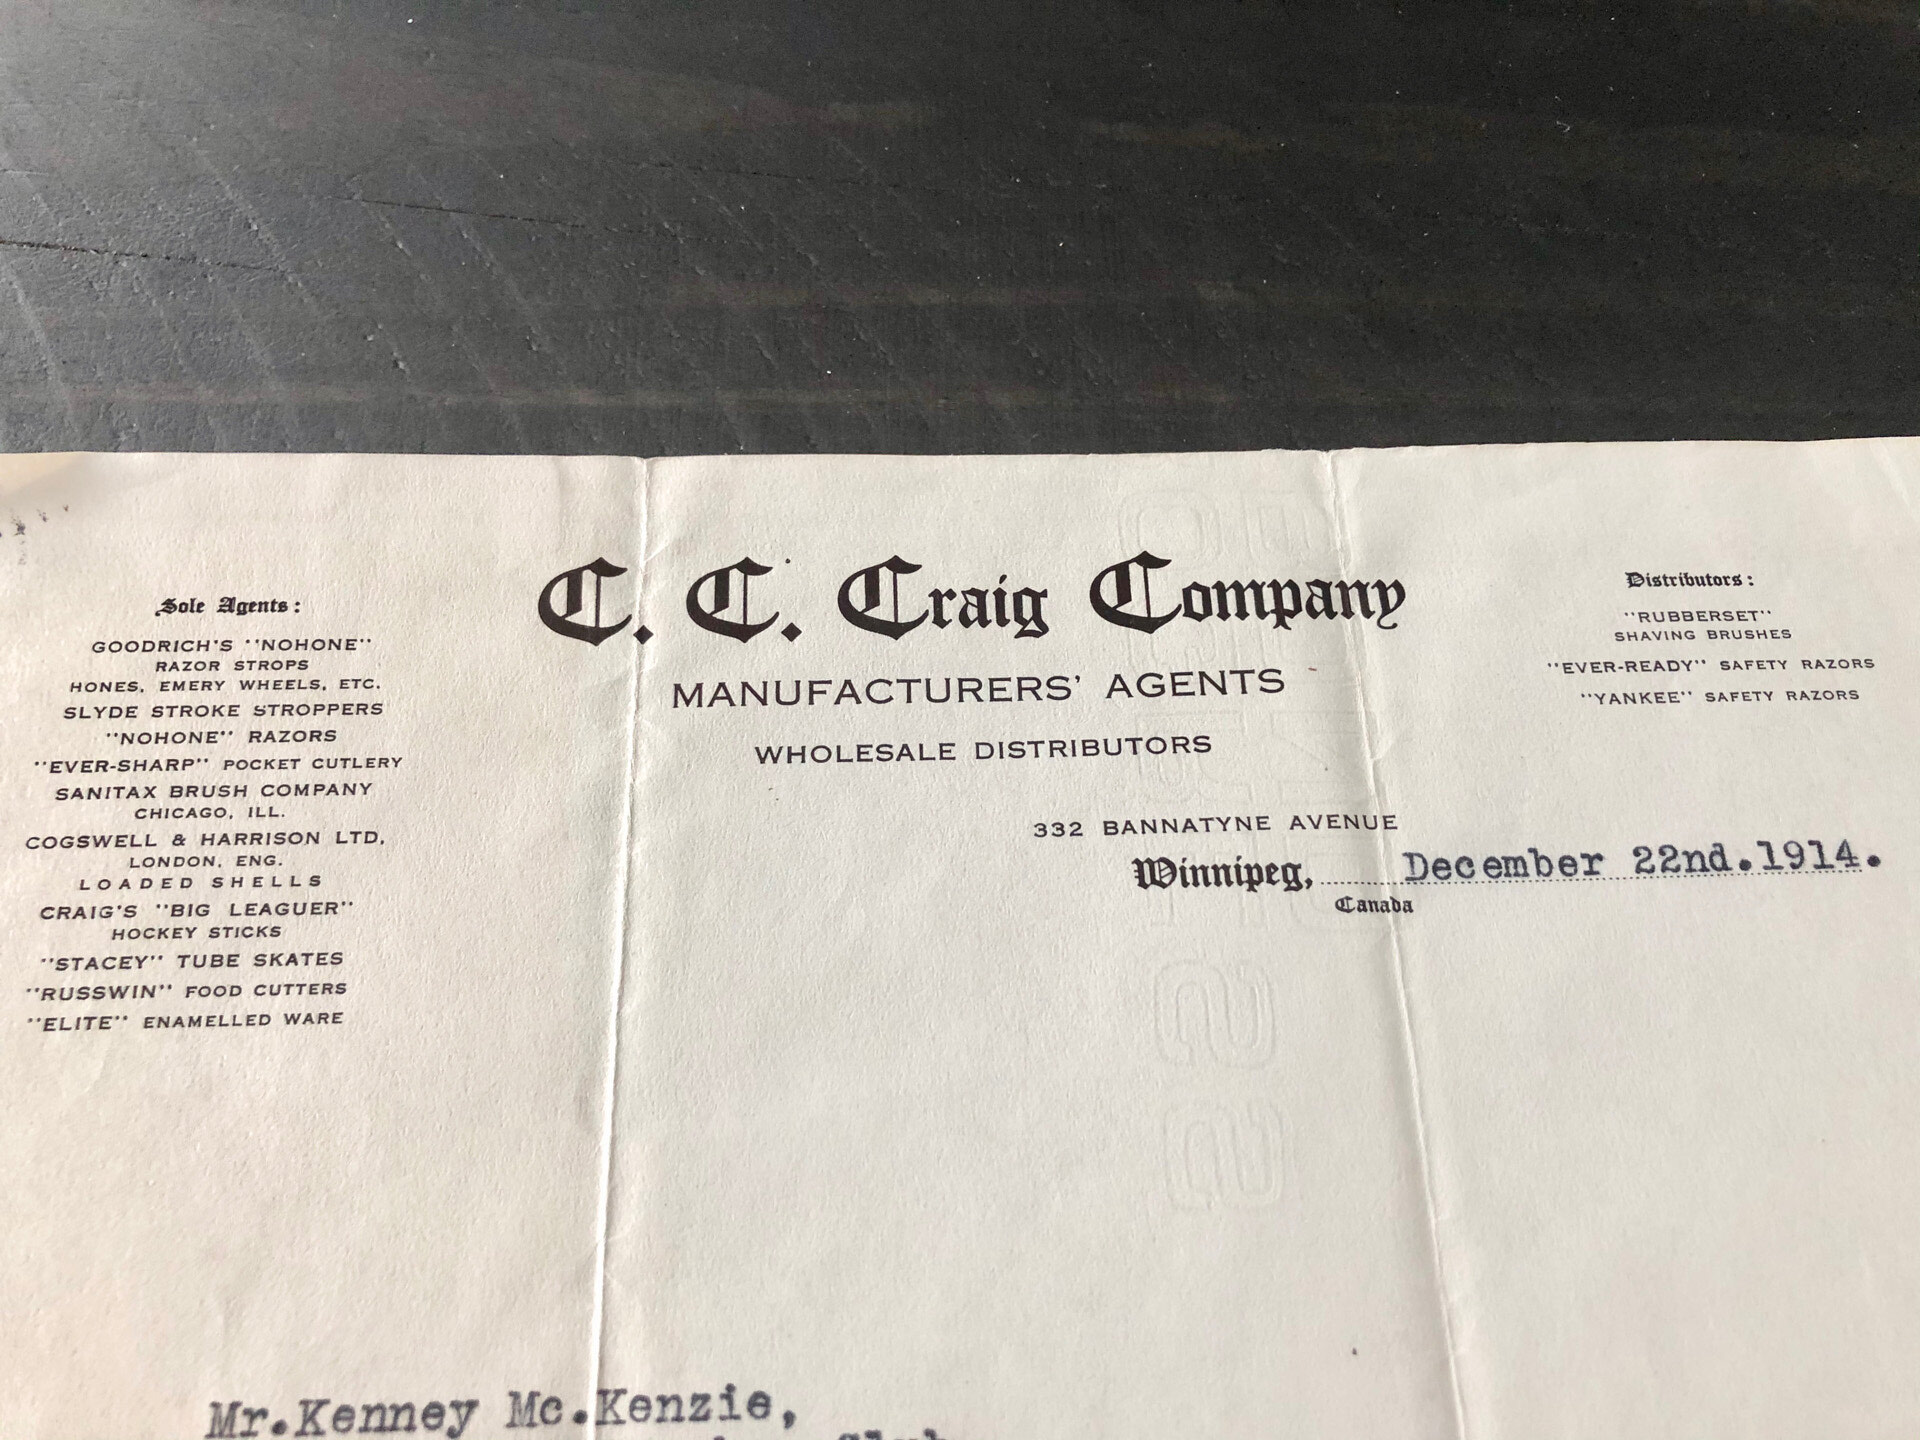 C. C. Craig Company
MANUFACTURERS' AGENTS
WHOLESALE DISTRIBUTORS
332 BANNATYNE AVENUE
Winnipeg, December 22nd.1914.
Canada
Sole Agents:
GOODRICH'S "NOHONE"
RAZOR STROPS
HONES, EMERY WHEELS, ETC.
SLYDE STROKE STROPPERS
"NOHONE" RAZORS
"EVER-SHARP" POCKET CUTLERY
SANITAX BRUSH COMPANY
CHICAGO, ILL.
COGSWELL & HARRISON LTD,
LONDON, ENG.
LOADED SHELLS
CRAIG'S "BIG LEAGUER"
HOCKEY STICKS
"STACEY" TUBE SKATES
"RUSSWIN" FOOD CUTTERS
"ELITE" ENAMELLED WARE
Distributors:
"RUBBERSET"
SHAVING BRUSHES
"EVER-READY" SAFETY RAZORS
"YANKEE" SAFETY RAZORS
Mr.Kenney Mc.Kenzie,